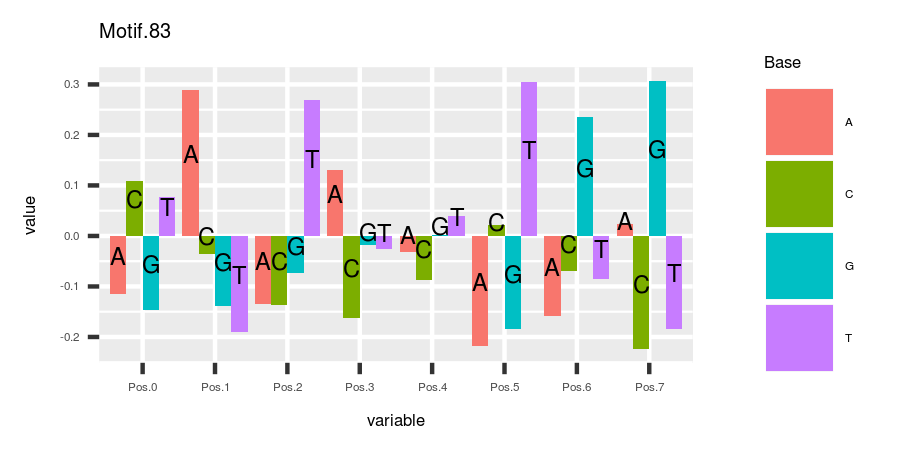 Motif.83
value
0.3
0.2
0.1
0.0
-0.1
-0.2
A C G T
A C G T
A C G T
A C G T
A C G T
A C G T
A C G T
A C G T
Pos.0 Pos.1 Pos.2 Pos.3 Pos.4 Pos.5 Pos.6 Pos.7
variable
Base
A
C
G
T